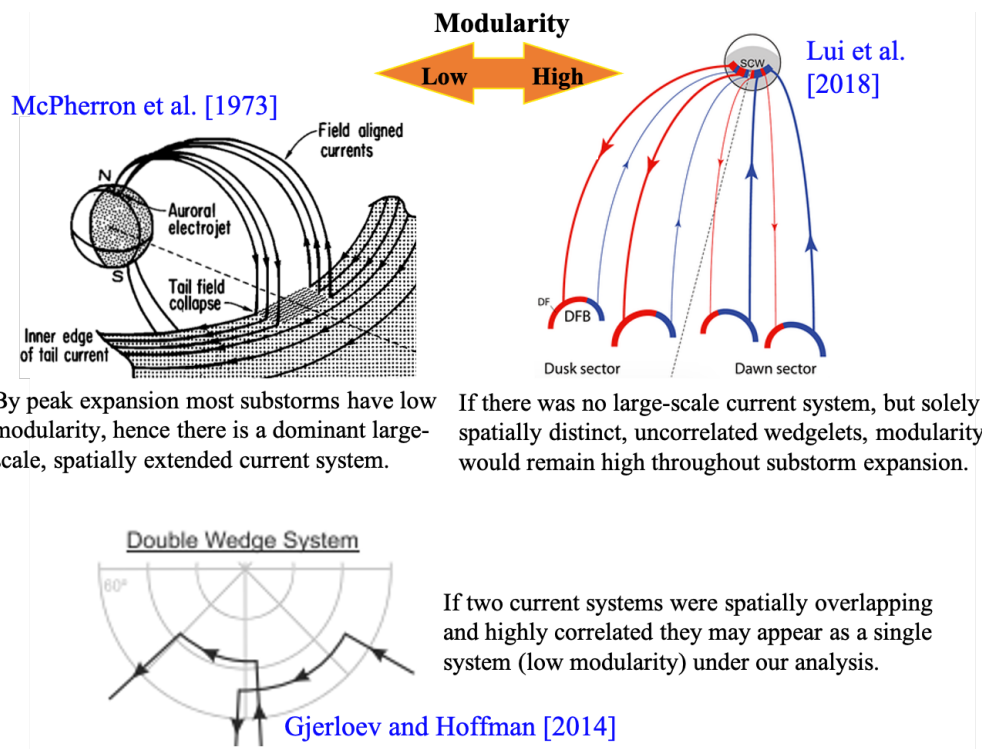 Modularity
Low High
McPherron et al. [1973]
Field aligned
currents
N
Auroral
electrojet
S
Tail field
collapse
Inner edge
of tail current
Lui et al.
[2018]
SCW
DF
DFB
Dusk sector
Dawn sector
By peak expansion most substorms have low
modularity, hence there is a dominant large-
scale, spatially extended current system.
If there was no large-scale current system, but solely
spatially distinct, uncorrelated wedgelets, modularity
would remain high throughout substorm expansion.
Double Wedge System
60°
If two current systems were spatially overlapping
and highly correlated they may appear as a single
system (low modularity) under our analysis.
Gjerloev and Hoffman [2014]